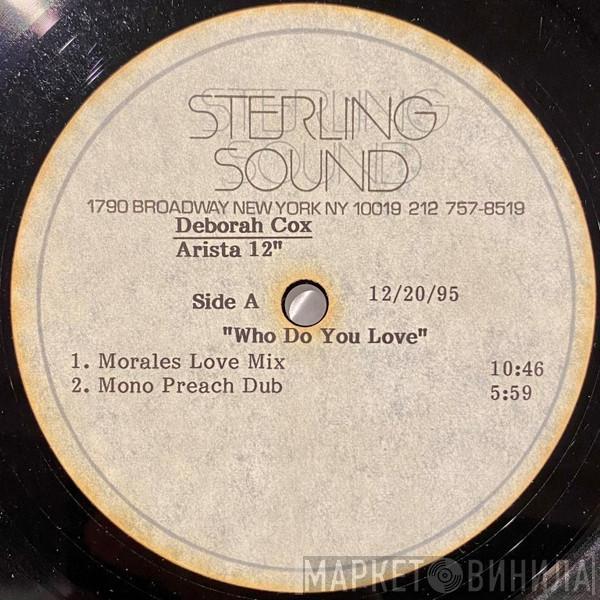 STERLING
SOUND
1790 BROADWAY NEW YORK NY 10019 212 757-8519
Deborah Cox
Arista 12"
Side A 12/20/95
"Who Do You Love"
1. Morales Love Mix 10:46
2. Mono Preach Dub 5:59
МАРКЕТ ВИНИЛА